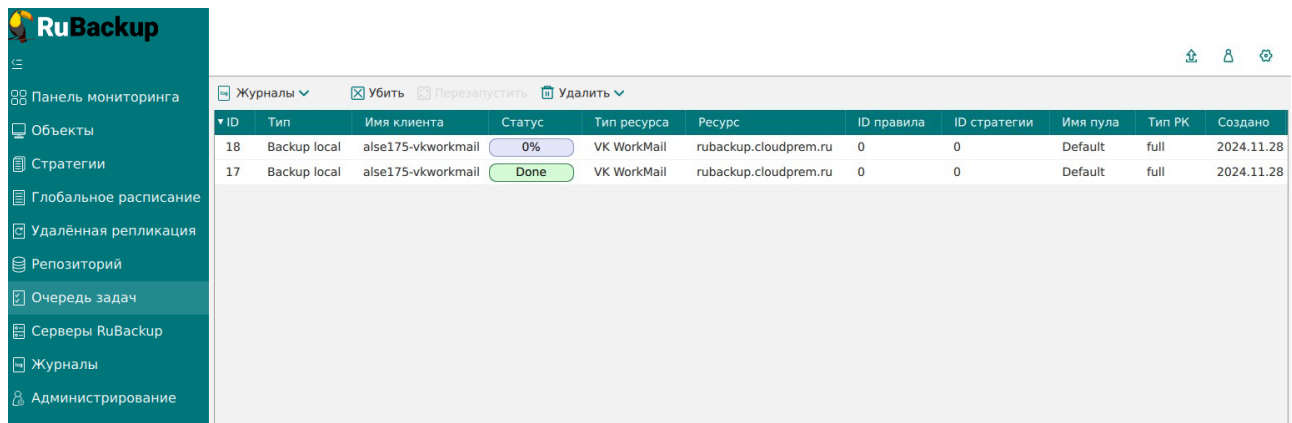 RuBackup
Панель мониторинга
Объекты
Стратегии
Глобальное расписание
Удалённая репликация
Репозиторий
Очередь задач
Серверы RuBackup
Журналы
Администрирование
Журналы Убить Перезапустить Удалить
ID Тип Имя клиента Статус Тип ресурса Ресурс ID правила ID стратегии Имя пула Тип РК Создано
18 Backup local alse175-vkworkmail 0% VK WorkMail rubackup.cloudprem.ru 0 0 Default full 2024.11.28
17 Backup local alse175-vkworkmail Done VK WorkMail rubackup.cloudprem.ru 0 0 Default full 2024.11.28